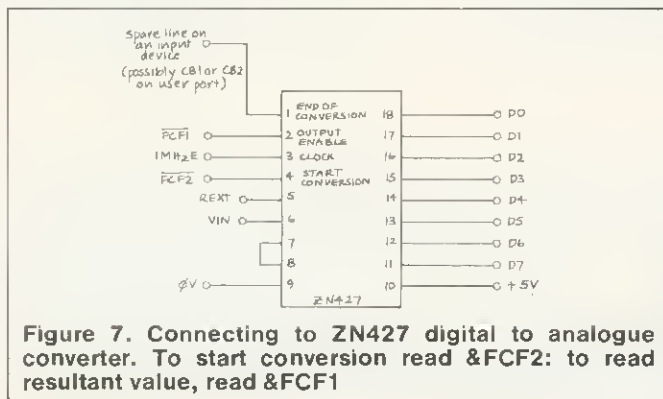 spare line on
an input
device
(possibly CB1 or CB2
on user port)
1 END OF
CONVERSION
F̅C̅F̅1̅ 2 OUTPUT
ENABLE
1MHzE 3 CLOCK
F̅C̅F̅2̅ 4 START
CONVERSION
REXT 5
VIN 6
7
8
ØV 9
18 D0
17 D1
16 D2
15 D3
14 D4
13 D5
12 D6
11 D7
10 +5V
ZN427
Figure 7. Connecting to ZN427 digital to analogue
converter. To start conversion read &FCF2: to read
resultant value, read &FCF1